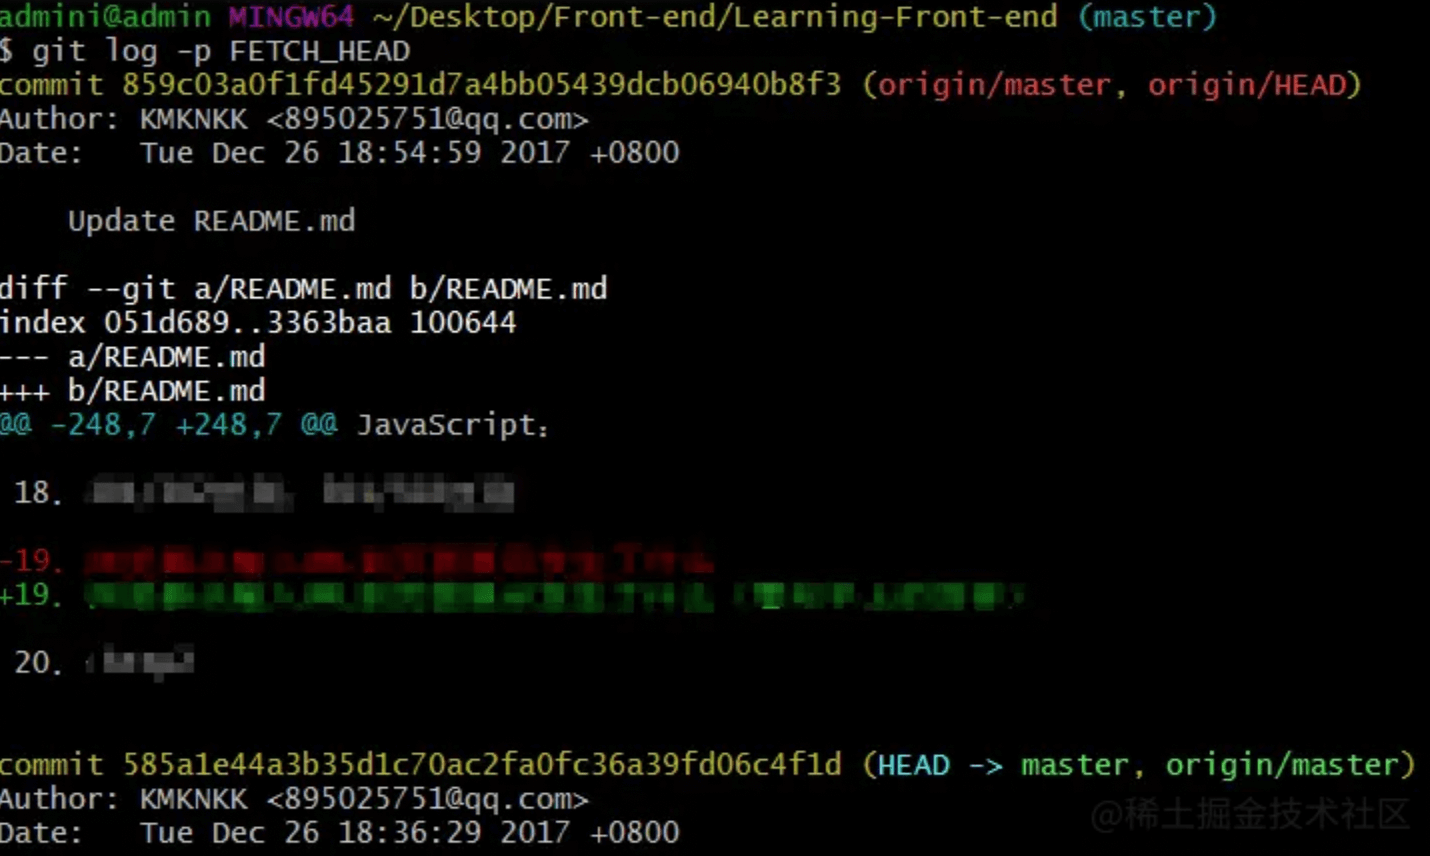 admini@admin MINGW64 ~/Desktop/Front-end/Learning-Front-end (master)
$ git log -p FETCH_HEAD
commit 859c03a0f1fd45291d7a4bb05439dcb06940b8f3 (origin/master, origin/HEAD)
Author: KMKNKK <895025751@qq.com>
Date:   Tue Dec 26 18:54:59 2017 +0800
Update README.md
diff --git a/README.md b/README.md
index 051d689..3363baa 100644
--- a/README.md
+++ b/README.md
@@ -248,7 +248,7 @@ JavaScript：
18.
-19.
+19.
20.
commit 585a1e44a3b35d1c70ac2fa0fc36a39fd06c4f1d (HEAD -> master, origin/master)
Author: KMKNKK <895025751@qq.com>
Date:   Tue Dec 26 18:36:29 2017 +0800
@稀土掘金技术社区